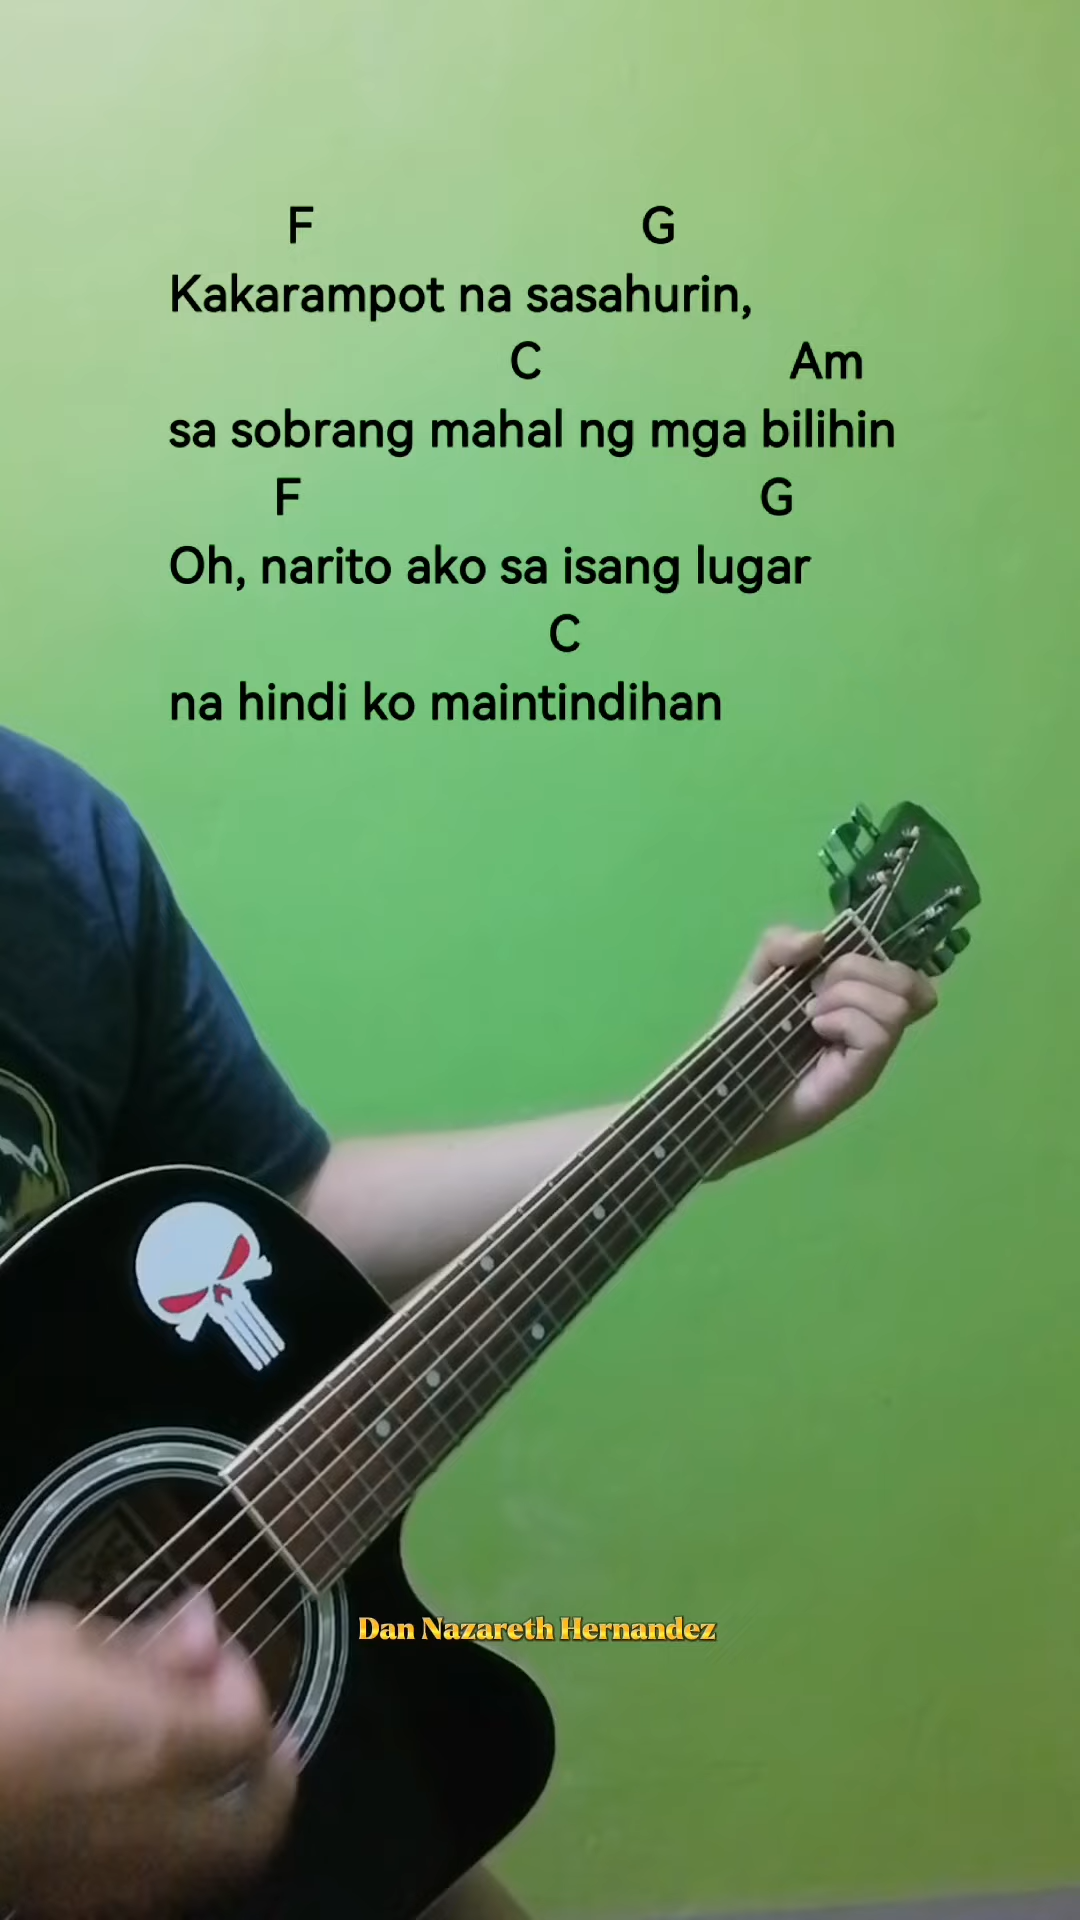 F G
Kakarampot na sasahurin,
C Am
sa sobrang mahal ng mga bilihin
F G
Oh, narito ako sa isang lugar
C
na hindi ko maintindihan
Dan Nazareth Hernandez